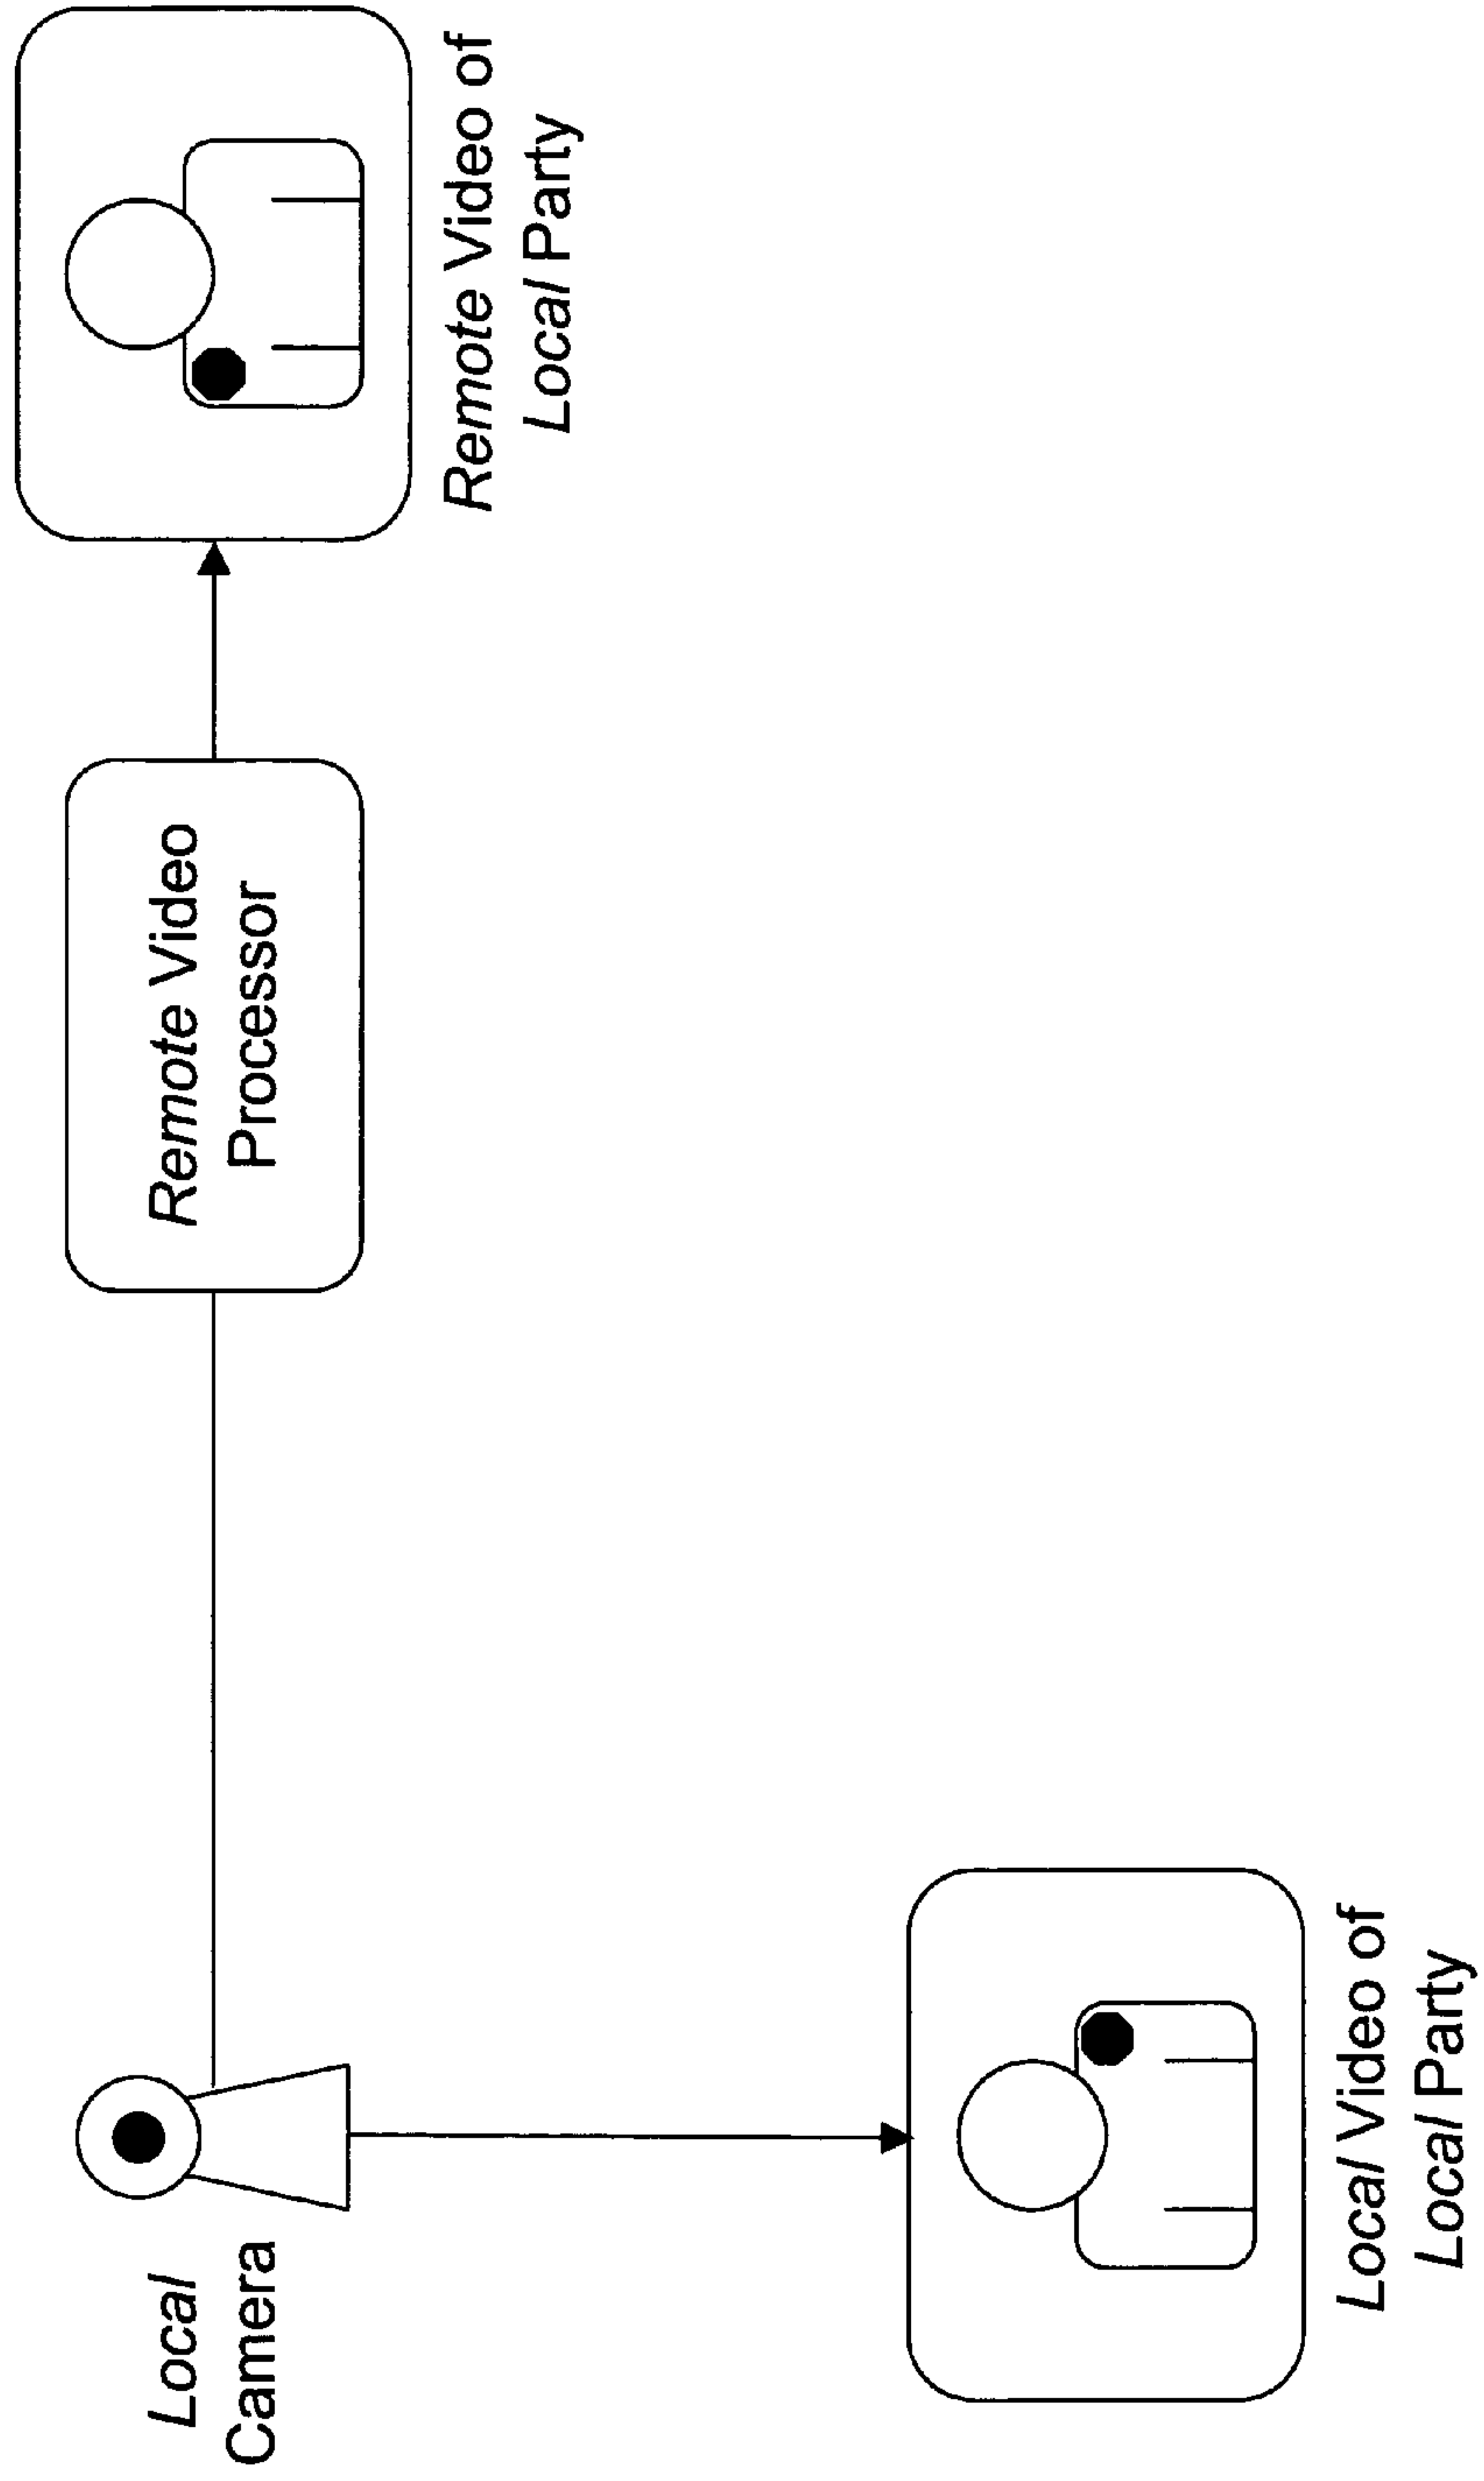 Local
Camera
Remote Video
Processor
Remote Video of
Local Party
Local Video of
Local Party